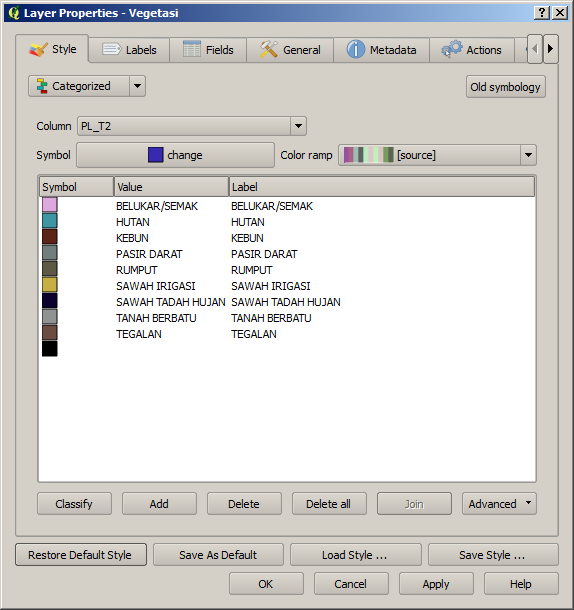 Layer Properties - Vegetasi
Style Labels Fields General Metadata Actions
Categorized Old symbology
Column PL_T2
Symbol change Color ramp [source]
Symbol Value Label
BELUKAR/SEMAK BELUKAR/SEMAK
HUTAN HUTAN
KEBUN KEBUN
PASIR DARAT PASIR DARAT
RUMPUT RUMPUT
SAWAH IRIGASI SAWAH IRIGASI
SAWAH TADAH HUJAN SAWAH TADAH HUJAN
TANAH BERBATU TANAH BERBATU
TEGALAN TEGALAN
Classify Add Delete Delete all Join Advanced
Restore Default Style Save As Default Load Style ... Save Style ...
OK Cancel Apply Help